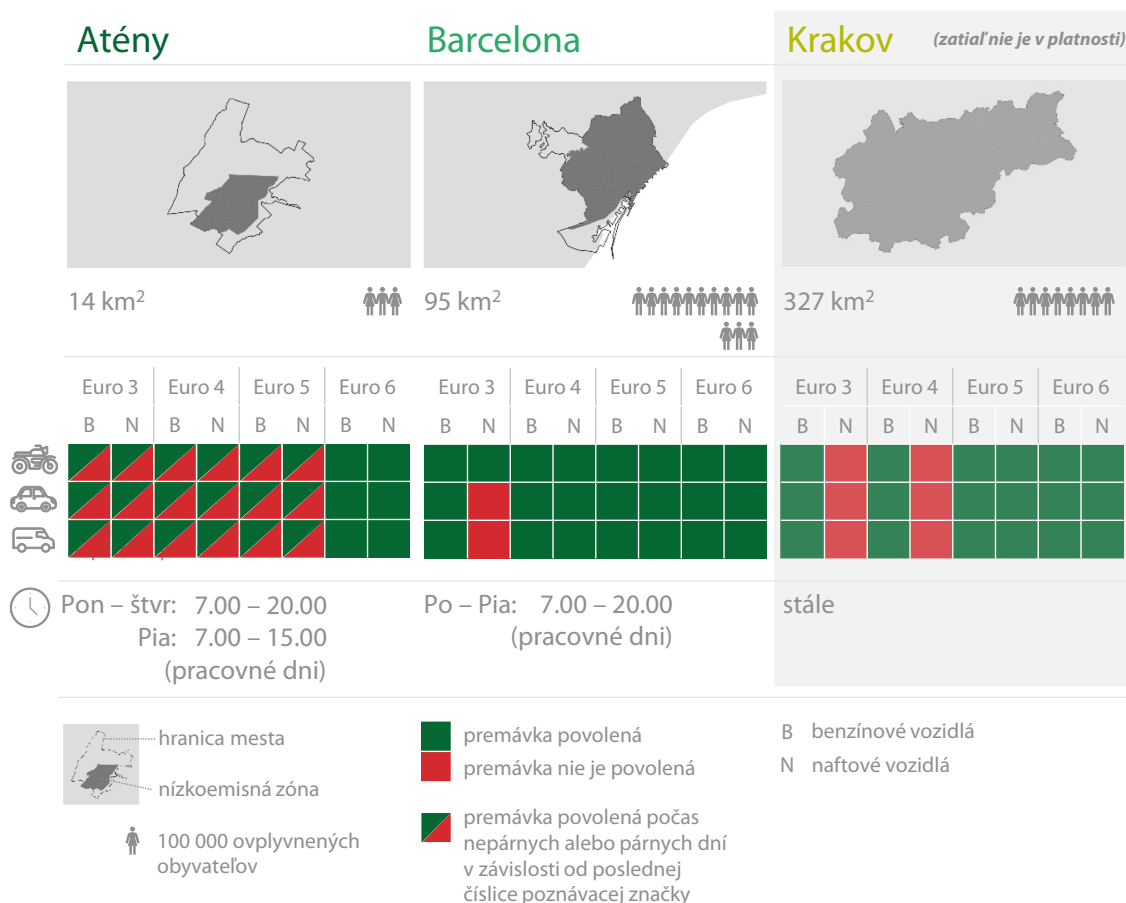 Atény
Barcelona
Krakov (zatiaľ nie je v platnosti)
14 km²
95 km²
327 km²
Euro 3 Euro 4 Euro 5 Euro 6
B N B N B N B N
Euro 3 Euro 4 Euro 5 Euro 6
B N B N B N B N
Euro 3 Euro 4 Euro 5 Euro 6
B N B N B N B N
Pon – štvr: 7.00 – 20.00
Pia: 7.00 – 15.00
(pracovné dni)
Po – Pia: 7.00 – 20.00
(pracovné dni)
stále
hranica mesta
nízkoemisná zóna
100 000 ovplyvnených
obyvateľov
premávka povolená
premávka nie je povolená
premávka povolená počas
nepárnych alebo párnych dní
v závislosti od poslednej
číslice poznávacej značky
B benzínové vozidlá
N naftové vozidlá